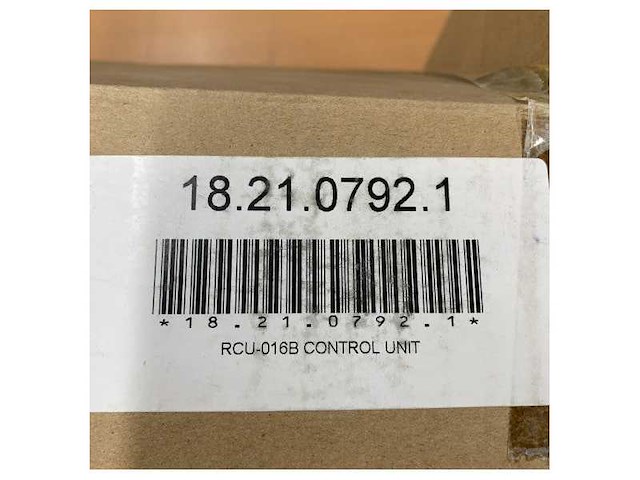 18.21.0792.1
*18.21.0792.1*
RCU-016B CONTROL UNIT